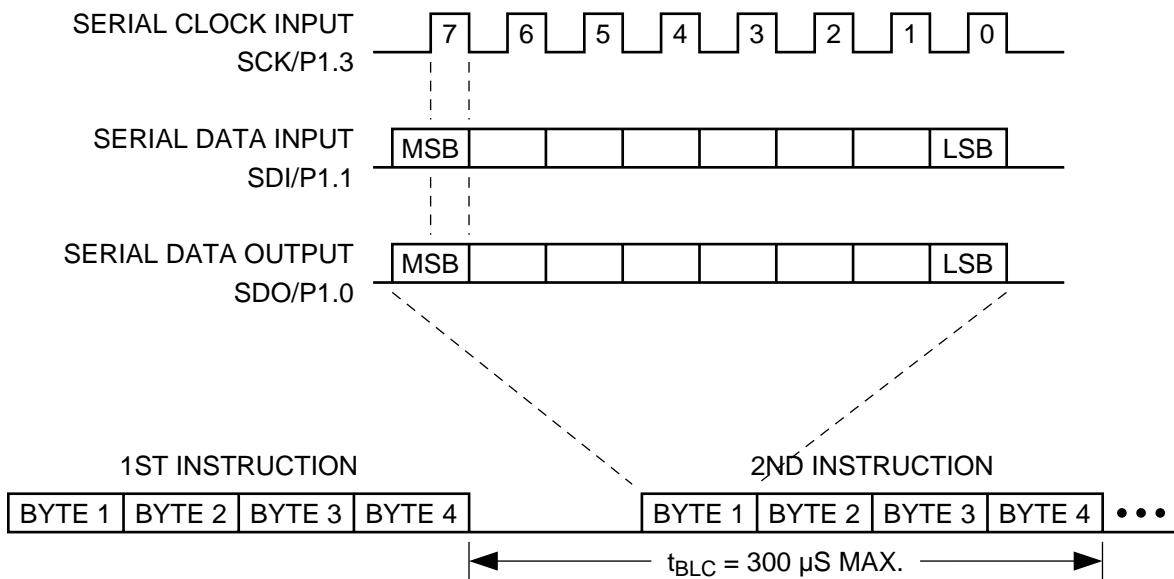 SERIAL CLOCK INPUT
SCK/P1.3
7 6 5 4 3 2 1 0
SERIAL DATA INPUT
SDI/P1.1
MSB LSB
SERIAL DATA OUTPUT
SDO/P1.0
MSB LSB
1ST INSTRUCTION 2ND INSTRUCTION
BYTE 1 BYTE 2 BYTE 3 BYTE 4 BYTE 1 BYTE 2 BYTE 3 BYTE 4 •••
tBLC = 300 µS MAX.